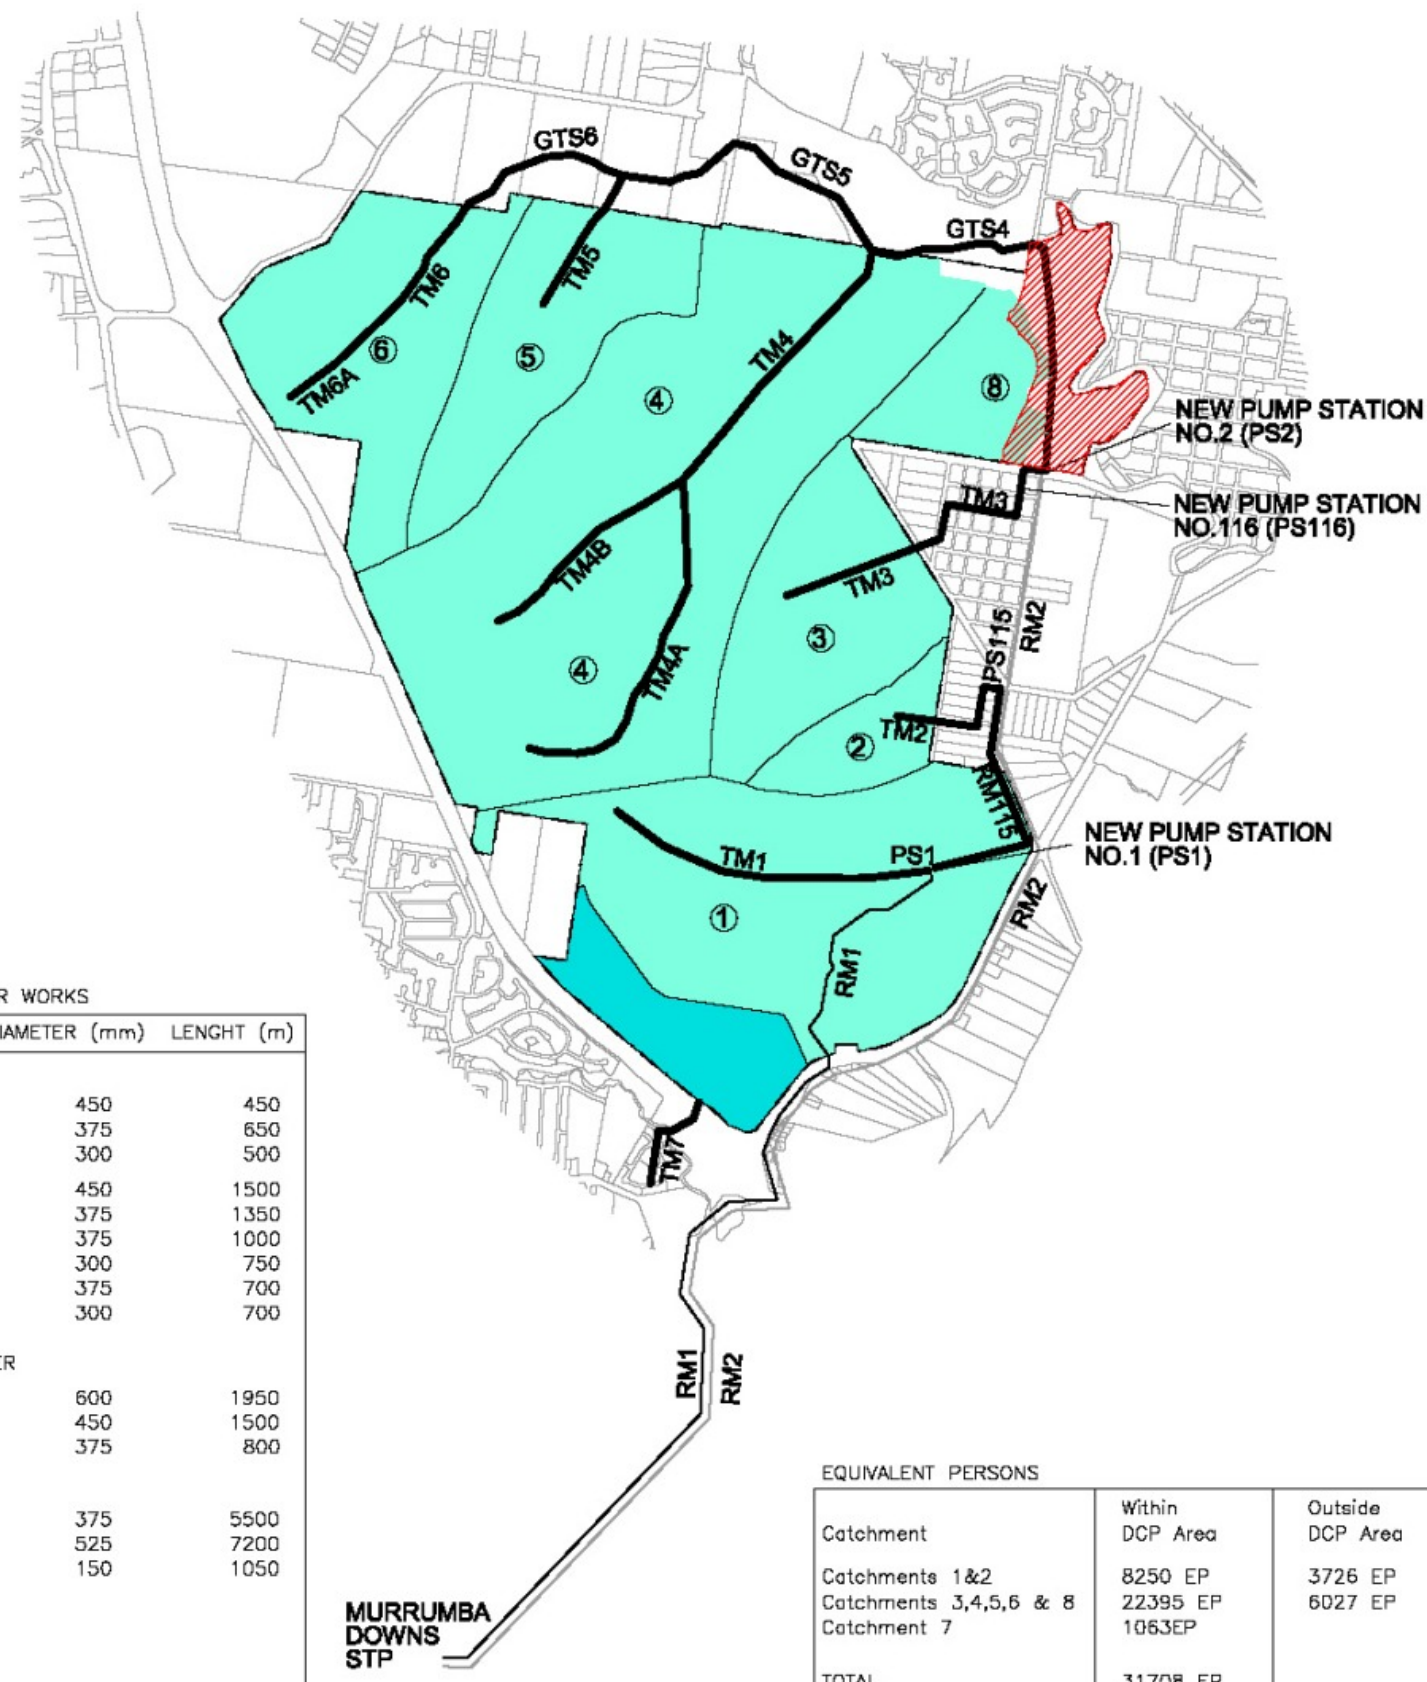 GTS6
GTS5
GTS4
TM5
TM6
TM4
6
5
8
TM6A
4
NEW PUMP STATION
NO.2 (PS2)
TM3
NEW PUMP STATION
NO.116 (PS116)
TM4B
TM3
PS115
RM2
3
4
TM4A
TM2
2
RM115
NEW PUMP STATION
NO.1 (PS1)
TM1
PS1
RM2
1
RM1
R WORKS
IAMETER (mm) LENGHT (m)
450 450
375 650
300 500
450 1500
375 1350
375 1000
300 750
375 700
300 700
ER
600 1950
450 1500
375 800
375 5500
525 7200
150 1050
TM7
RM1
RM2
MURRUMBA
DOWNS
STP
EQUIVALENT PERSONS
Catchment Within DCP Area Outside DCP Area
Catchments 1&2 8250 EP 3726 EP
Catchments 3,4,5,6 & 8 22395 EP 6027 EP
Catchment 7 1063EP
TOTAL 31708 EP